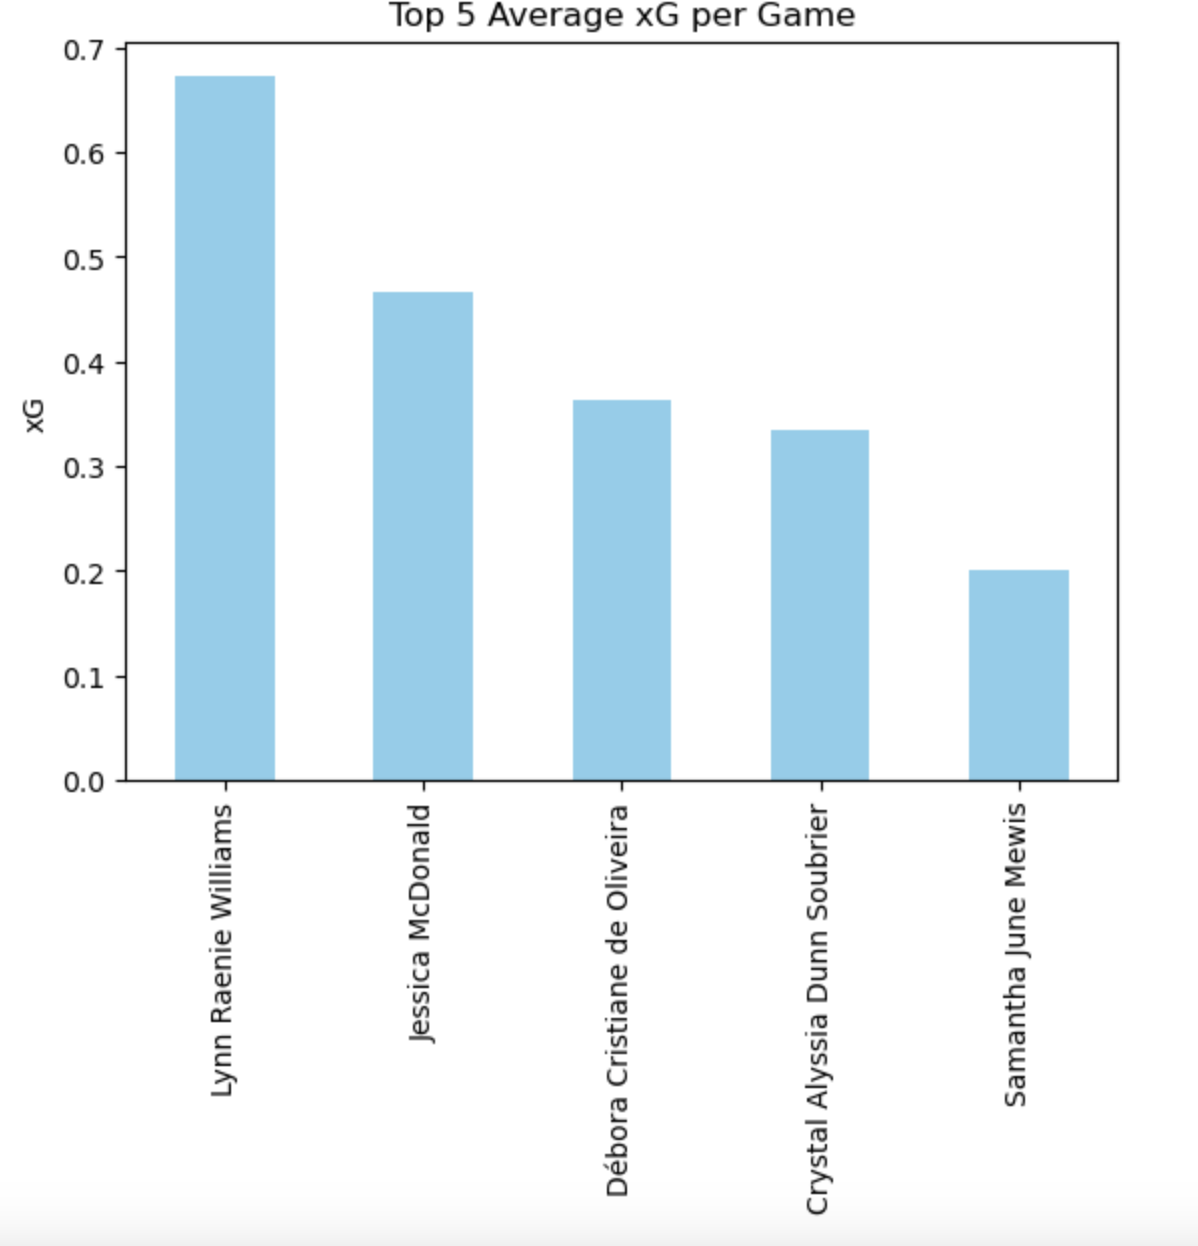 Top 5 Average xG per Game
0.7
0.6
0.5
0.4
0.3
0.2
0.1
0.0
xG
Lynn Raenie Williams
Jessica McDonald
Débora Cristiane de Oliveira
Crystal Alyssia Dunn Soubrier
Samantha June Mewis